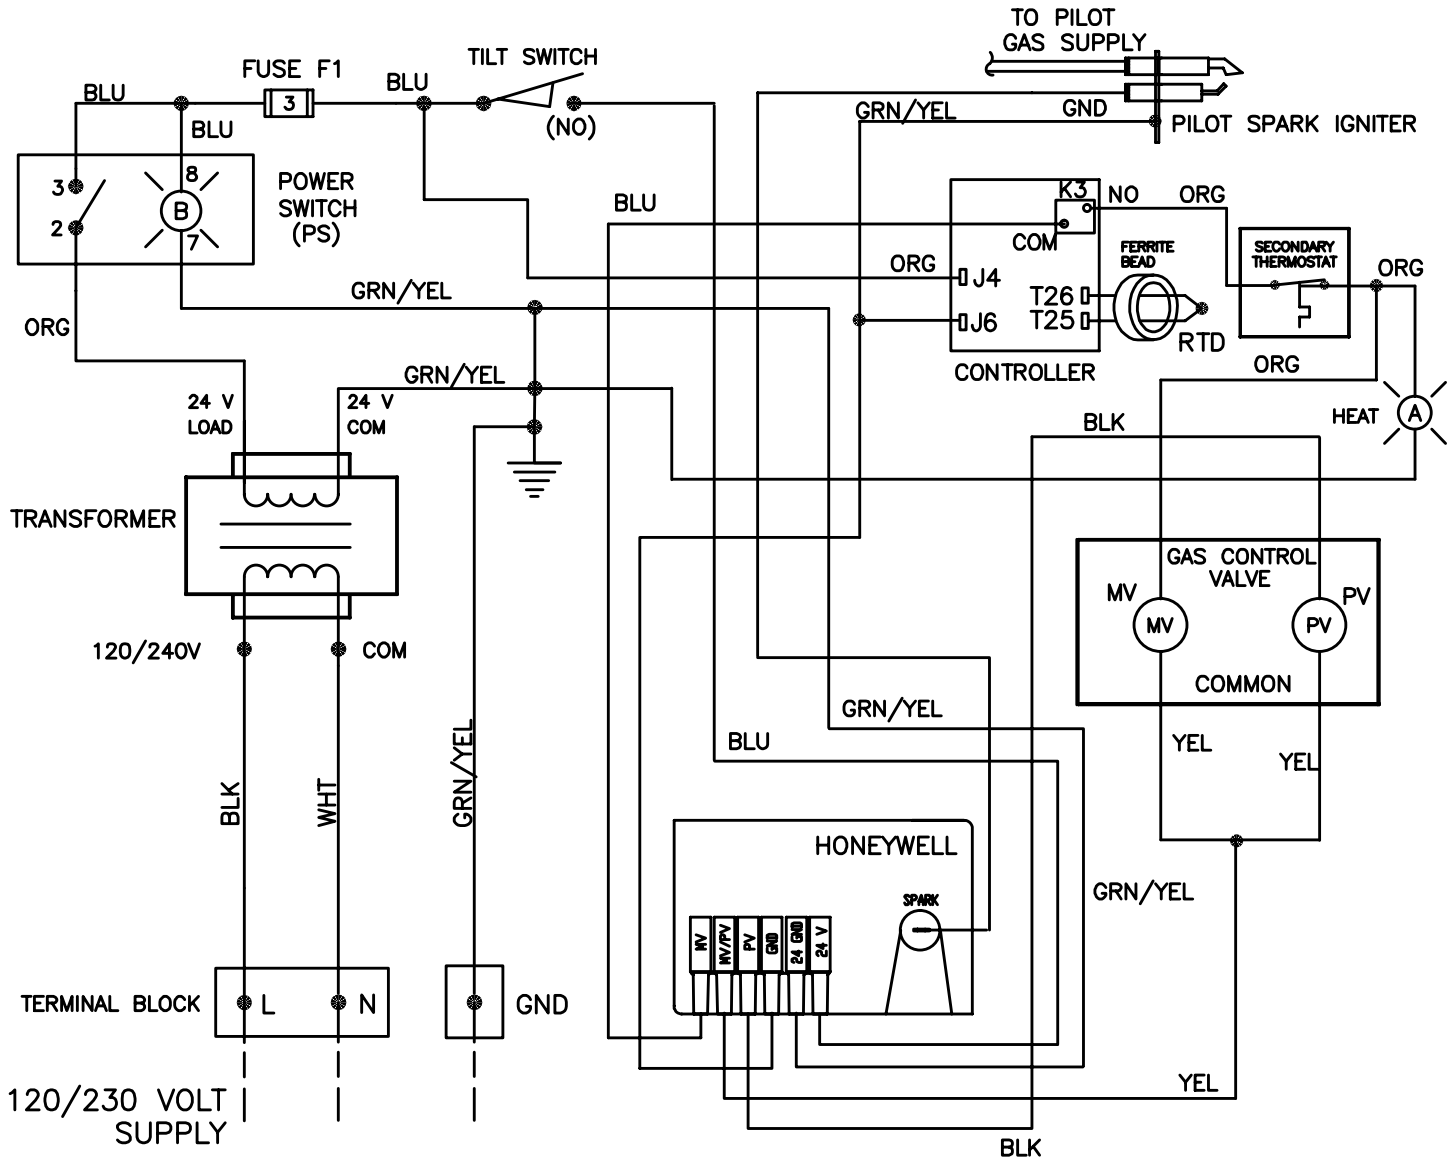 TO PILOT
GAS SUPPLY
TILT SWITCH
FUSE F1
BLU
BLU
3
BLU
(NO)
GRN/YEL
GND
PILOT SPARK IGNITER
3
8
POWER
SWITCH
(PS)
B
2
7
BLU
K3
NO
ORG
COM
FERRITE
BEAD
SECONDARY
THERMOSTAT
ORG
ORG
J4
T26
J6
T25
RTD
GRN/YEL
ORG
CONTROLLER
ORG
GRN/YEL
24 V
LOAD
24 V
COM
HEAT
A
BLK
TRANSFORMER
GAS CONTROL
VALVE
MV
PV
MV
PV
120/240V
COM
COMMON
GRN/YEL
BLU
YEL
YEL
BLK
WHT
GRN/YEL
HONEYWELL
GRN/YEL
SPARK
MV
MV/PV
PV
GND
24 GND
24 V
TERMINAL BLOCK
L
N
GND
120/230 VOLT
SUPPLY
YEL
BLK